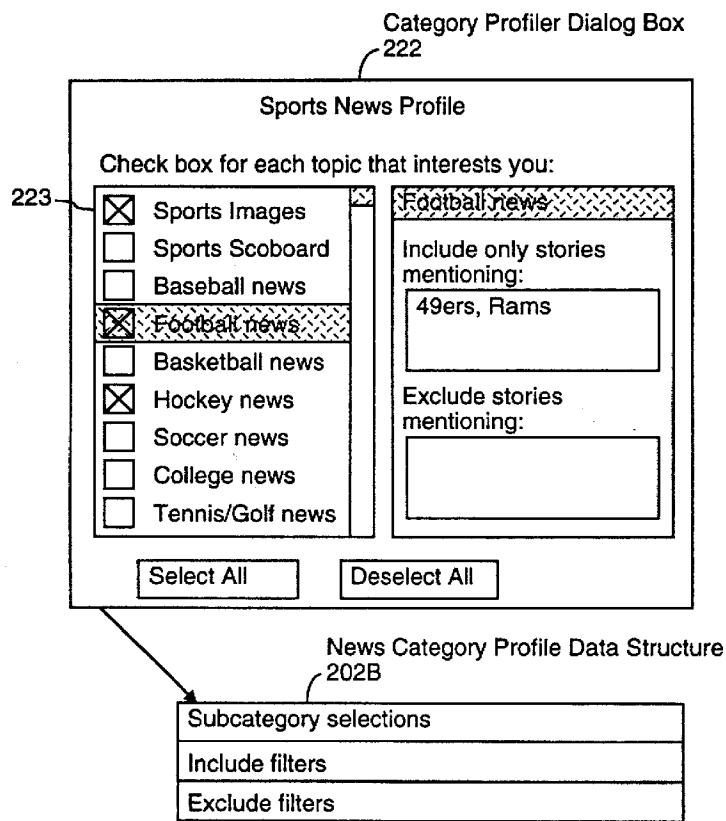 Category Profiler Dialog Box
222
Sports News Profile
Check box for each topic that interests you:
223
Sports Images
Sports Scoboard
Baseball news
Football news
Basketball news
Hockey news
Soccer news
College news
Tennis/Golf news
Football news
Include only stories
mentioning:
49ers, Rams
Exclude stories
mentioning:
Select All
Deselect All
News Category Profile Data Structure
202B
Subcategory selections
Include filters
Exclude filters